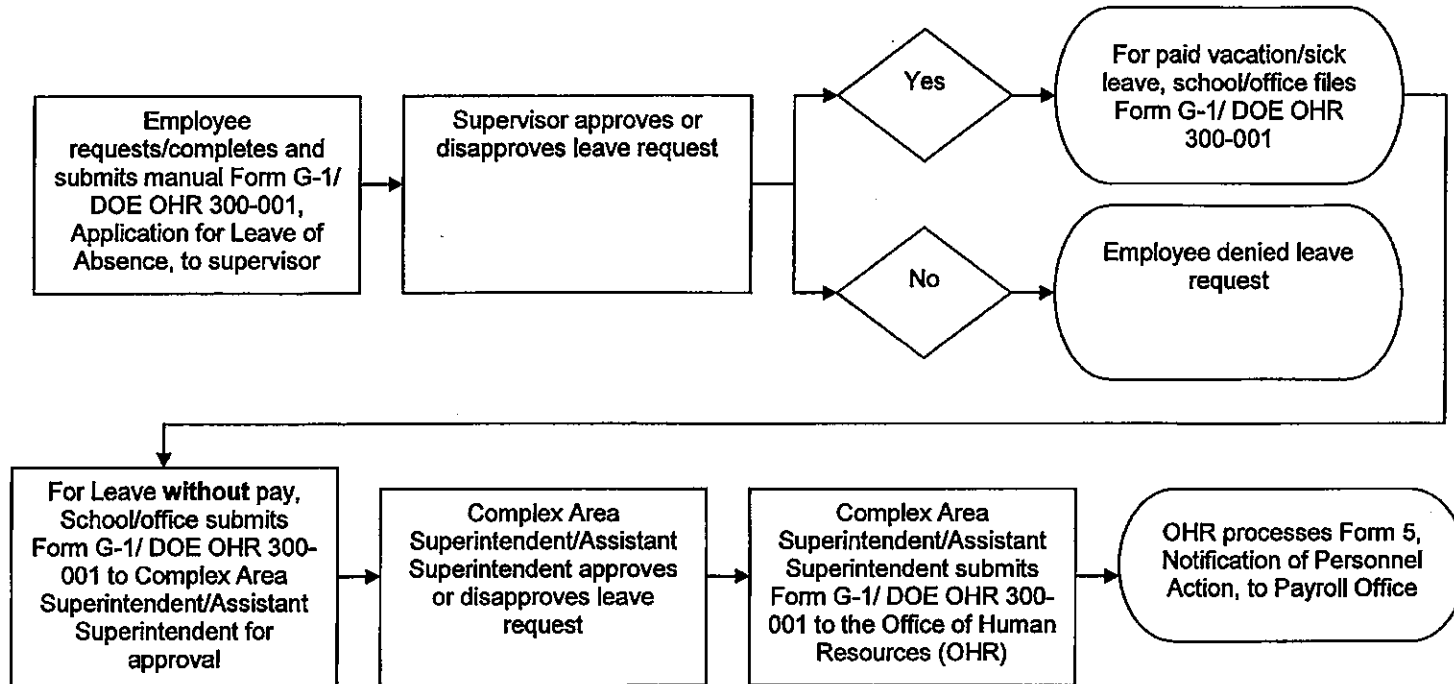 Employee
requests/completes and
submits manual Form G-1/
DOE OHR 300-001,
Application for Leave of
Absence, to supervisor
Supervisor approves or
disapproves leave request
Yes
For paid vacation/sick
leave, school/office files
Form G-1/ DOE OHR
300-001
No
Employee denied leave
request
For Leave without pay,
School/office submits
Form G-1/ DOE OHR 300-
001 to Complex Area
Superintendent/Assistant
Superintendent for
approval
Complex Area
Superintendent/Assistant
Superintendent approves
or disapproves leave
request
Complex Area
Superintendent/Assistant
Superintendent submits
Form G-1/ DOE OHR 300-
001 to the Office of Human
Resources (OHR)
OHR processes Form 5,
Notification of Personnel
Action, to Payroll Office